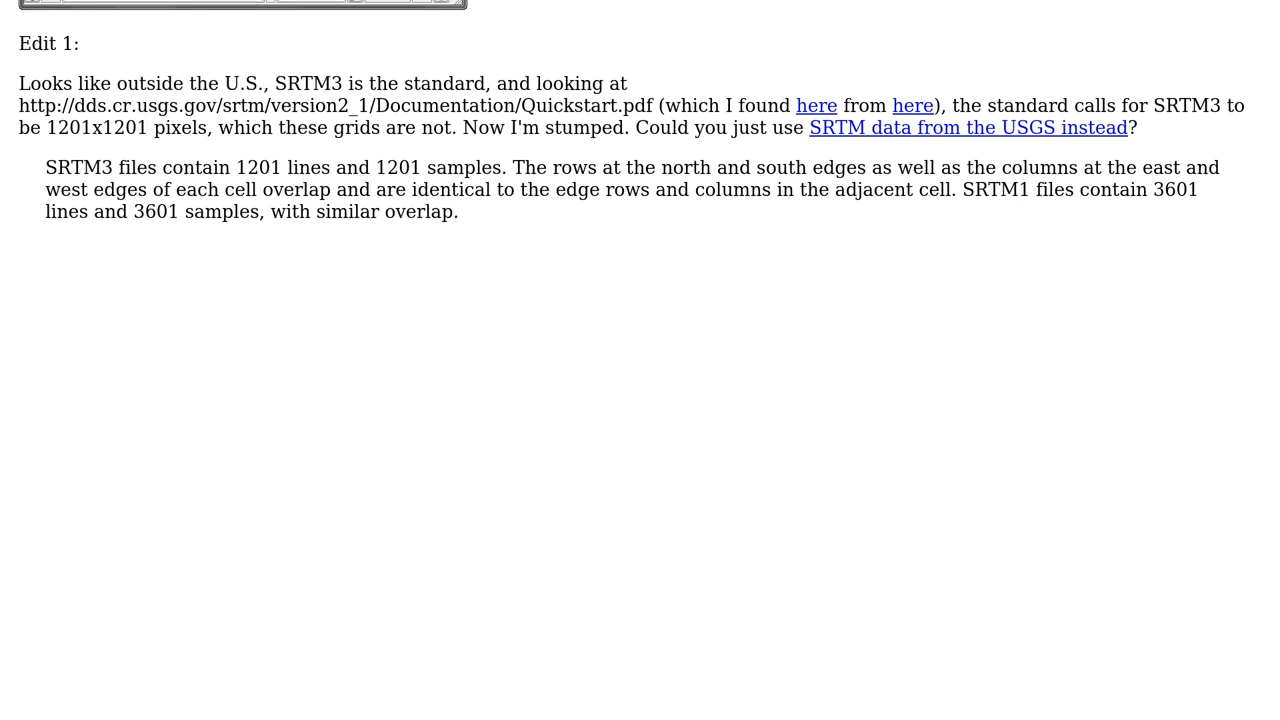 Edit 1:
Looks like outside the U.S., SRTM3 is the standard, and looking at
http://dds.cr.usgs.gov/srtm/version2_1/Documentation/Quickstart.pdf (which I found here from here), the standard calls for SRTM3 to
be 1201x1201 pixels, which these grids are not. Now I'm stumped. Could you just use SRTM data from the USGS instead?
SRTM3 files contain 1201 lines and 1201 samples. The rows at the north and south edges as well as the columns at the east and
west edges of each cell overlap and are identical to the edge rows and columns in the adjacent cell. SRTM1 files contain 3601
lines and 3601 samples, with similar overlap.